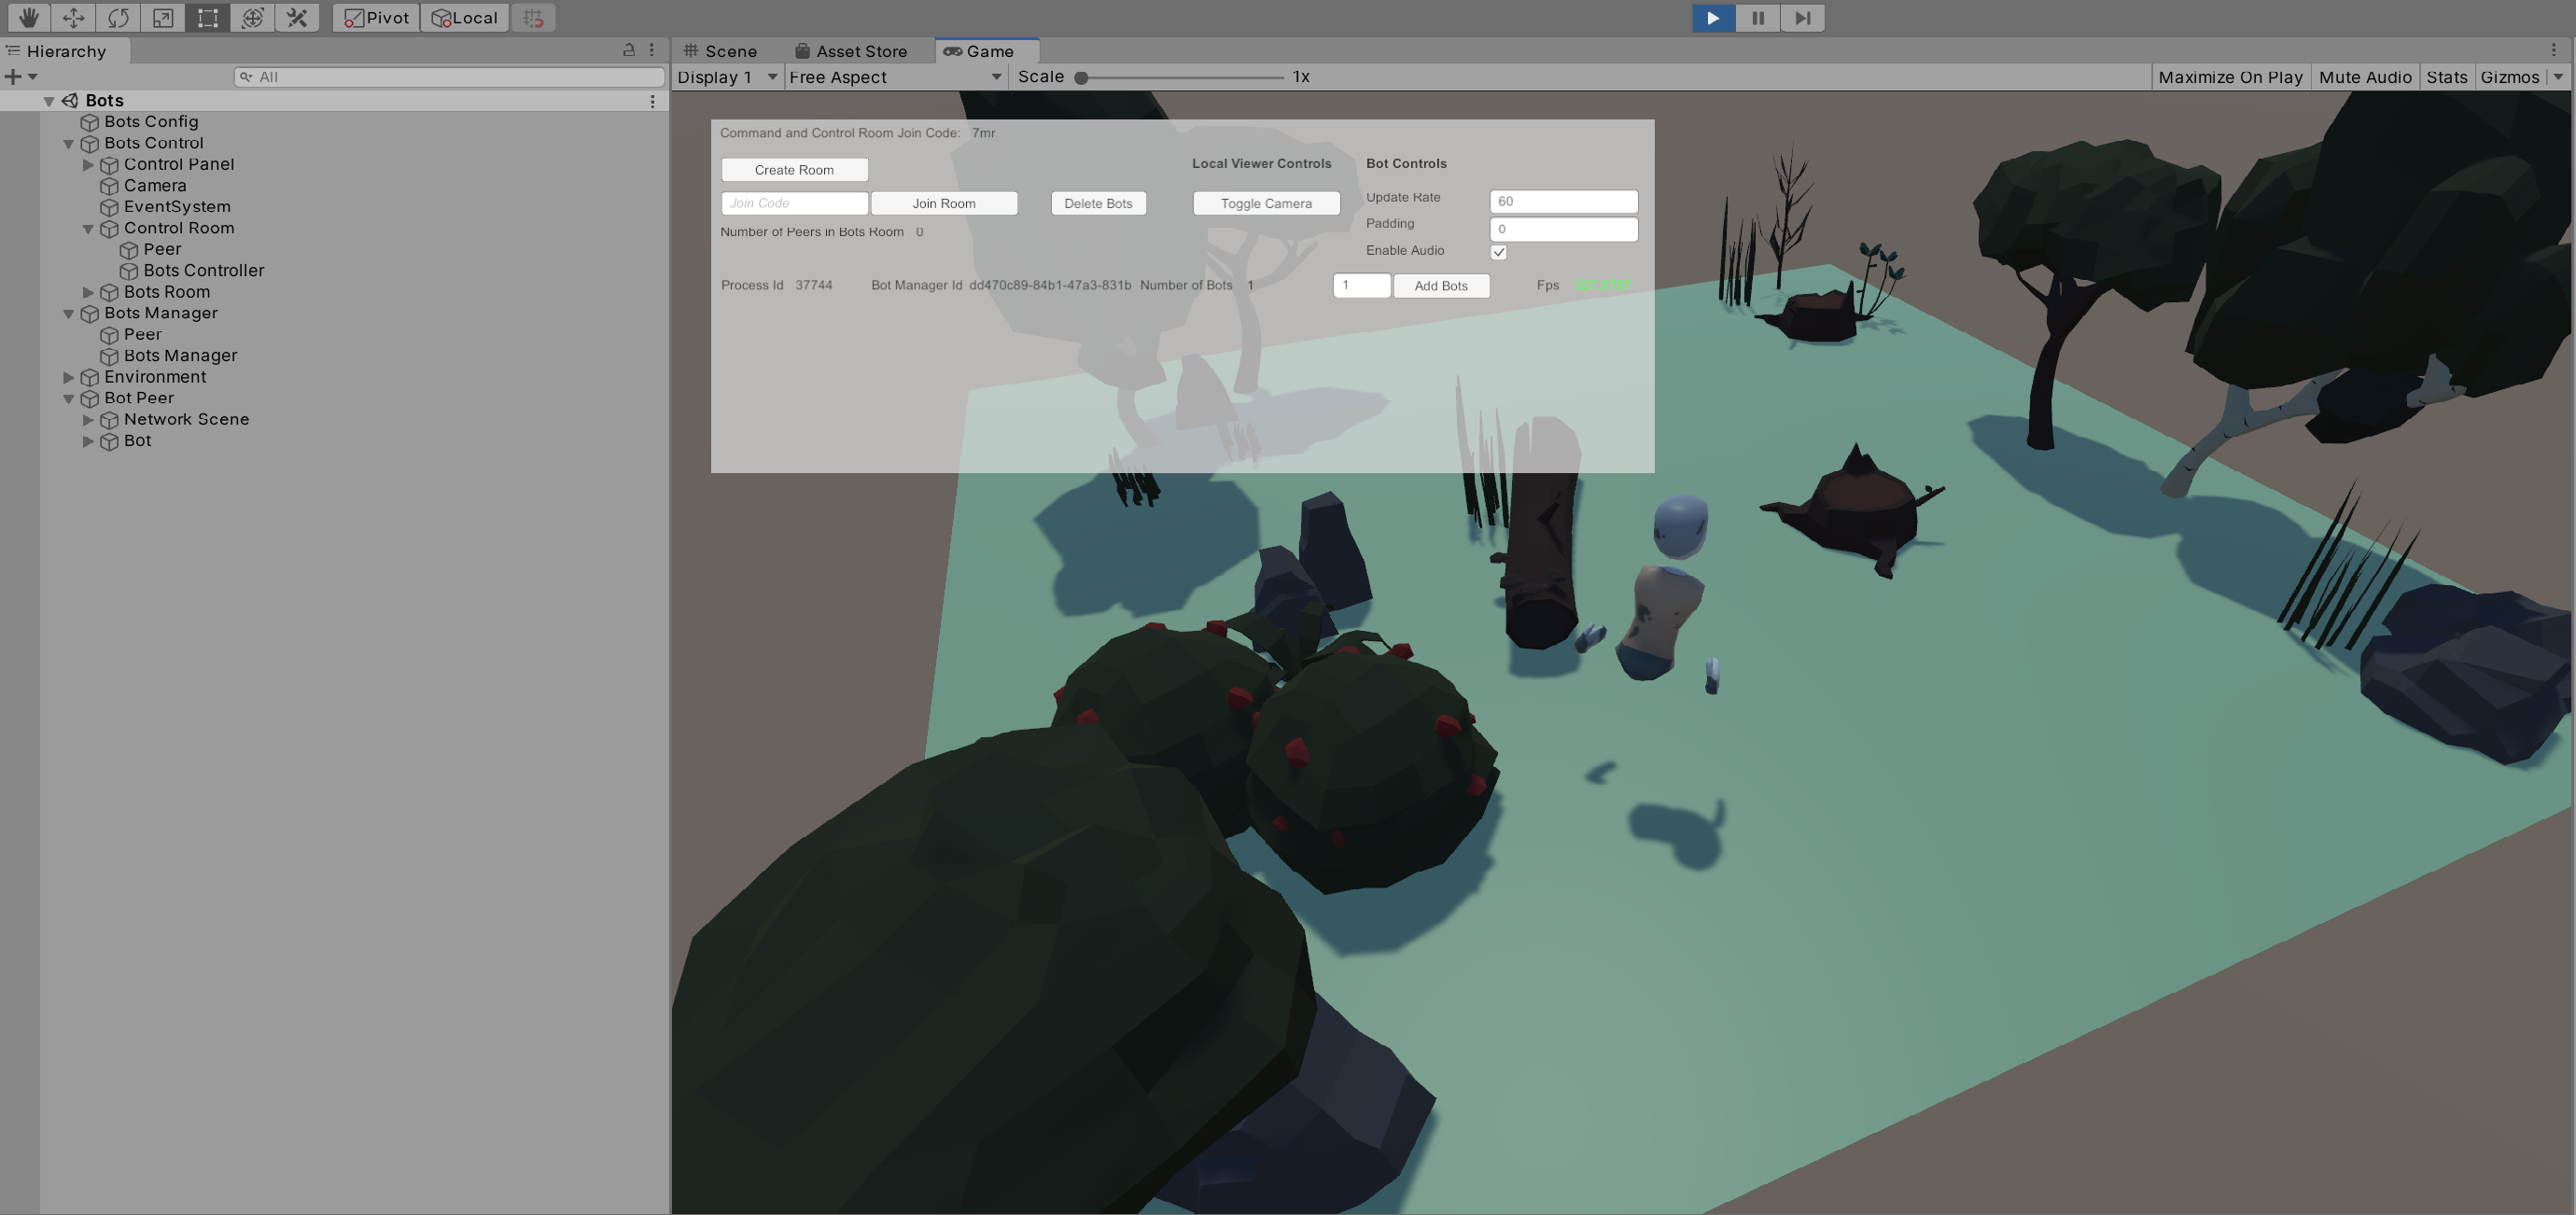 Pivot Local
Hierarchy
All
Bots
Bots Config
Bots Control
Control Panel
Camera
EventSystem
Control Room
Peer
Bots Controller
Bots Room
Bots Manager
Peer
Bots Manager
Environment
Bot Peer
Network Scene
Bot
Scene Asset Store Game
Display 1 Free Aspect Scale 1x Maximize On Play Mute Audio Stats Gizmos
Command and Control Room Join Code: 7mr
Create Room Local Viewer Controls Bot Controls
Join Code Join Room Delete Bots Toggle Camera Update Rate 60
Padding 0
Number of Peers in Bots Room 0
Enable Audio
Process Id 37744 Bot Manager Id dd470c89-84b1-47a3-831b Number of Bots 1 1 Add Bots Fps